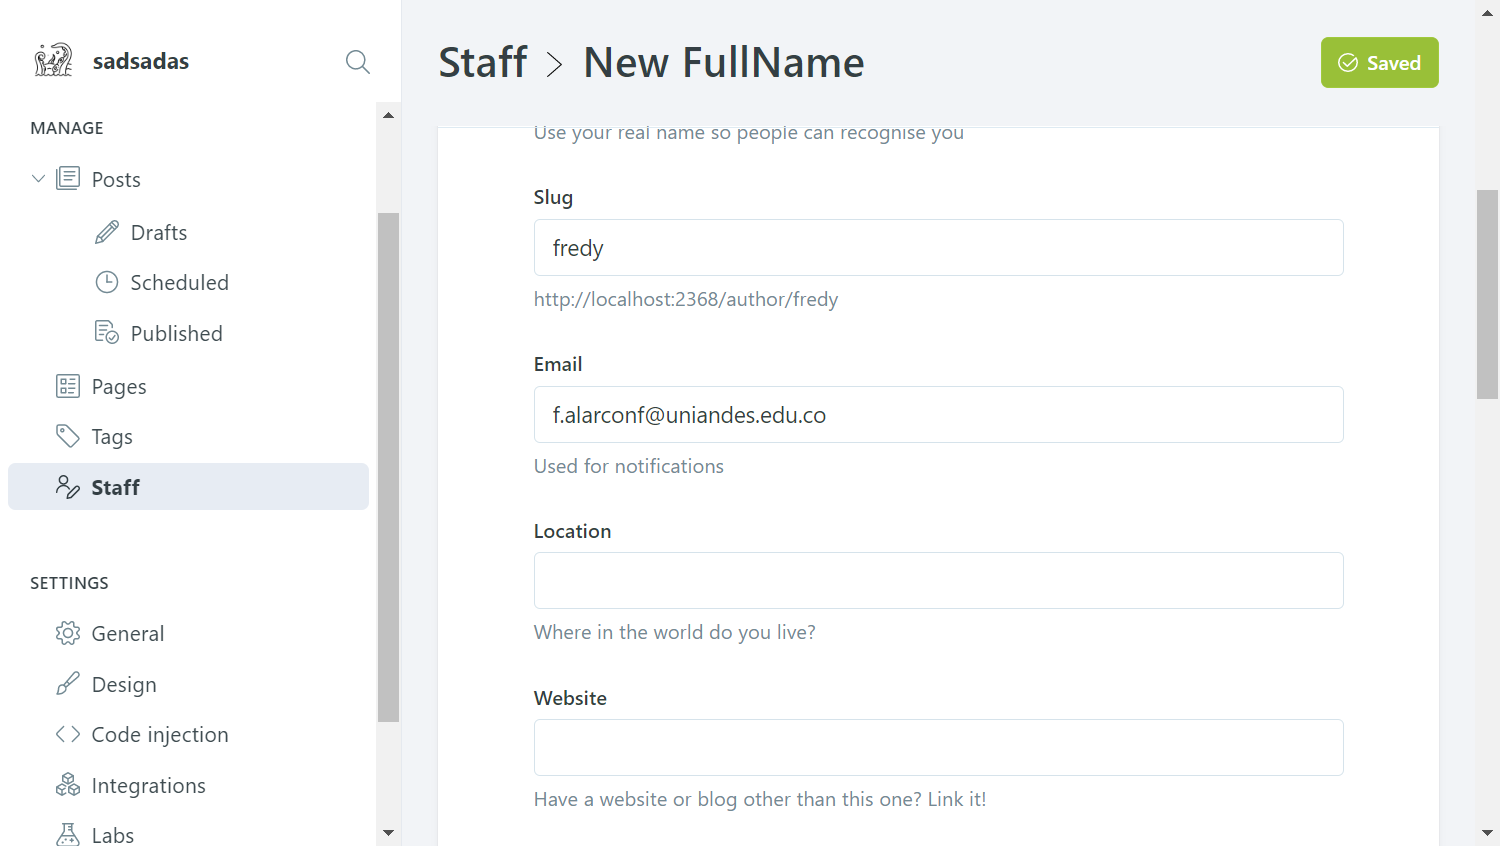 sadsadas
Staff > New FullName
Saved
MANAGE
Posts
Drafts
Scheduled
Published
Pages
Tags
Staff
SETTINGS
General
Design
Code injection
Integrations
Labs
Use your real name so people can recognise you
Slug
fredy
http://localhost:2368/author/fredy
Email
f.alarconf@uniandes.edu.co
Used for notifications
Location
Where in the world do you live?
Website
Have a website or blog other than this one? Link it!